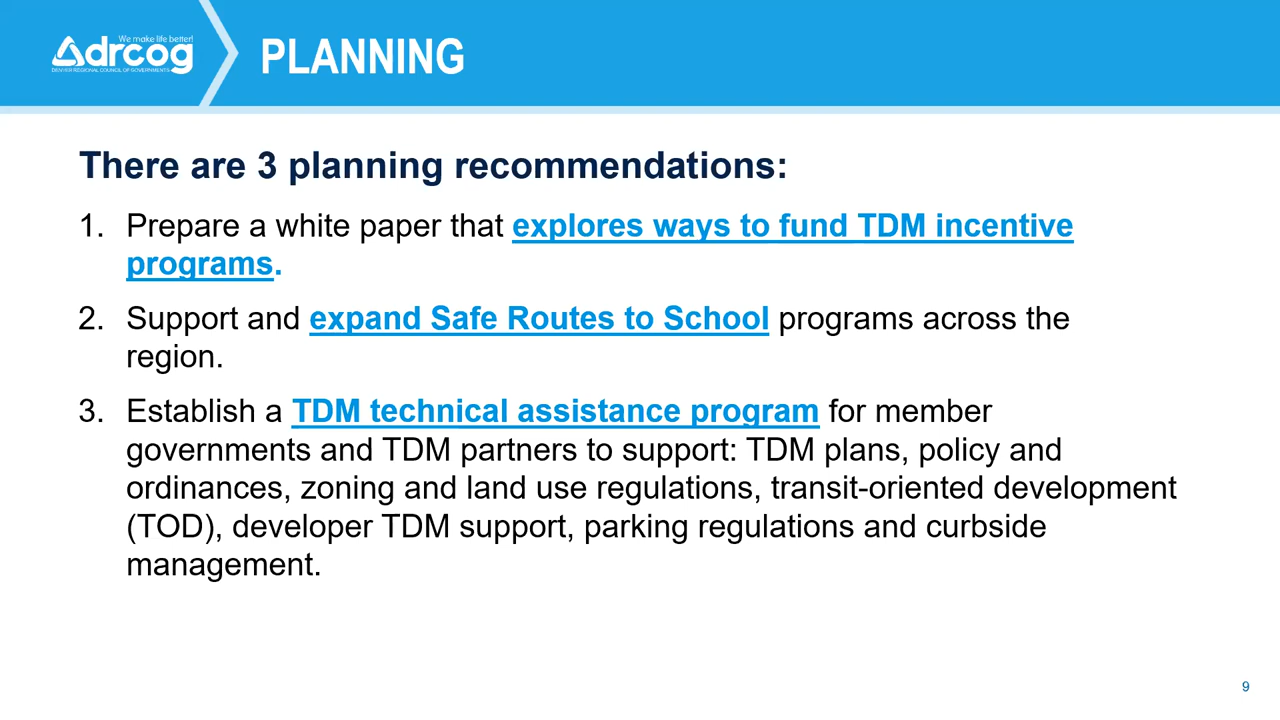 We make life better!
drcog
DENVER REGIONAL COUNCIL OF GOVERNMENTS
PLANNING
There are 3 planning recommendations:
1. Prepare a white paper that explores ways to fund TDM incentive
programs.
2. Support and expand Safe Routes to School programs across the
region.
3. Establish a TDM technical assistance program for member
governments and TDM partners to support: TDM plans, policy and
ordinances, zoning and land use regulations, transit-oriented development
(TOD), developer TDM support, parking regulations and curbside
management.
9